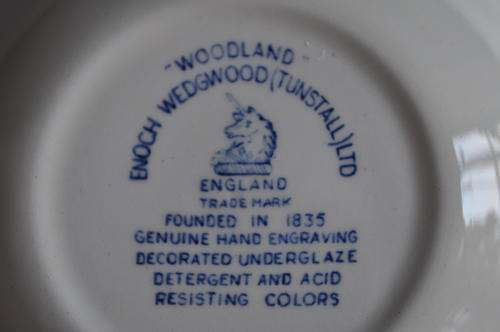 -WOODLAND-
ENOCH WEDGWOOD (TUNSTALL) LTD
ENGLAND
TRADE MARK
FOUNDED IN 1835
GENUINE HAND ENGRAVING
DECORATED UNDERGLAZE
DETERGENT AND ACID
RESISTING COLORS